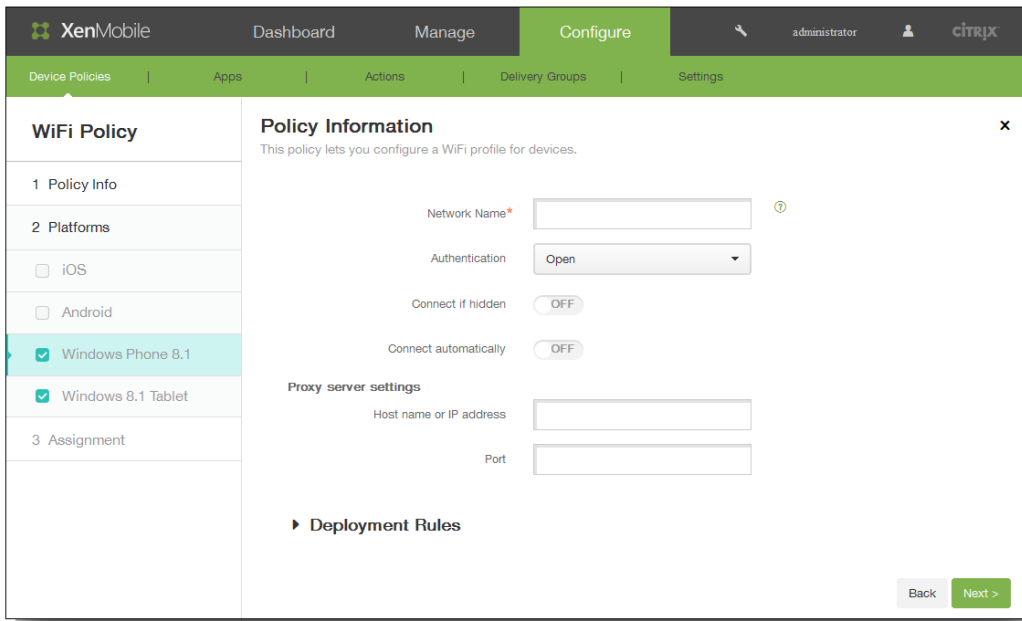 XenMobile Dashboard Manage Configure administrator CİTRIX
Device Policies | Apps | Actions | Delivery Groups | Settings
WiFi Policy
1 Policy Info
2 Platforms
iOS
Android
Windows Phone 8.1
Windows 8.1 Tablet
3 Assignment
Policy Information
x
This policy lets you configure a WiFi profile for devices.
Network Name* ?
Authentication Open
Connect if hidden OFF
Connect automatically OFF
Proxy server settings
Host name or IP address
Port
Deployment Rules
Back Next >